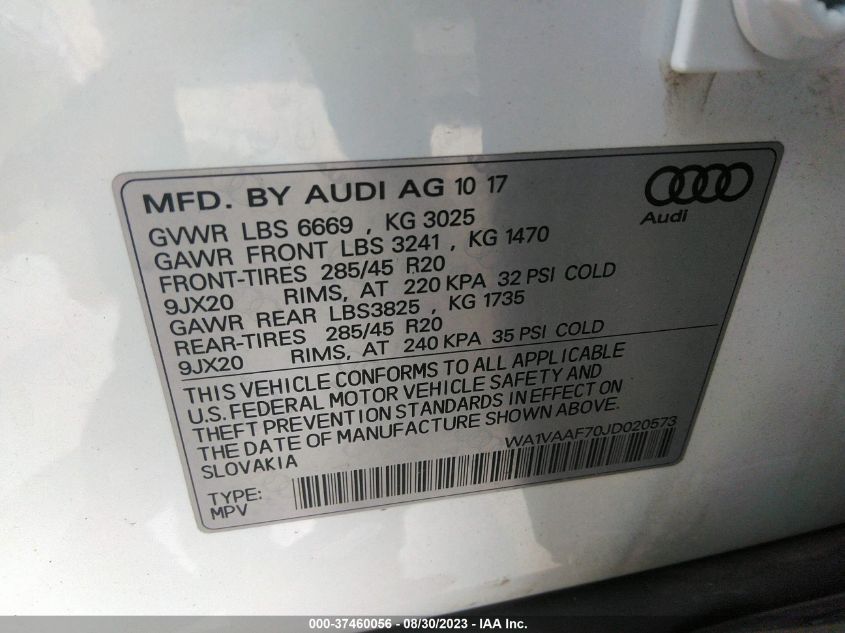 MFD. BY AUDI AG 10 17
Audi
GVWR LBS 6669 , KG 3025
GAWR FRONT LBS 3241 , KG 1470
FRONT-TIRES 285/45 R20
9JX20 RIMS, AT 220 KPA 32 PSI COLD
GAWR REAR LBS3825 , KG 1735
REAR-TIRES 285/45 R20
9JX20 RIMS, AT 240 KPA 35 PSI COLD
THIS VEHICLE CONFORMS TO ALL APPLICABLE
U.S. FEDERAL MOTOR VEHICLE SAFETY AND
THEFT PREVENTION STANDARDS IN EFFECT ON
THE DATE OF MANUFACTURE SHOWN ABOVE.
SLOVAKIA
WA1VAAF70JD020573
TYPE:
MPV
000-37460056 - 08/30/2023 - IAA Inc.